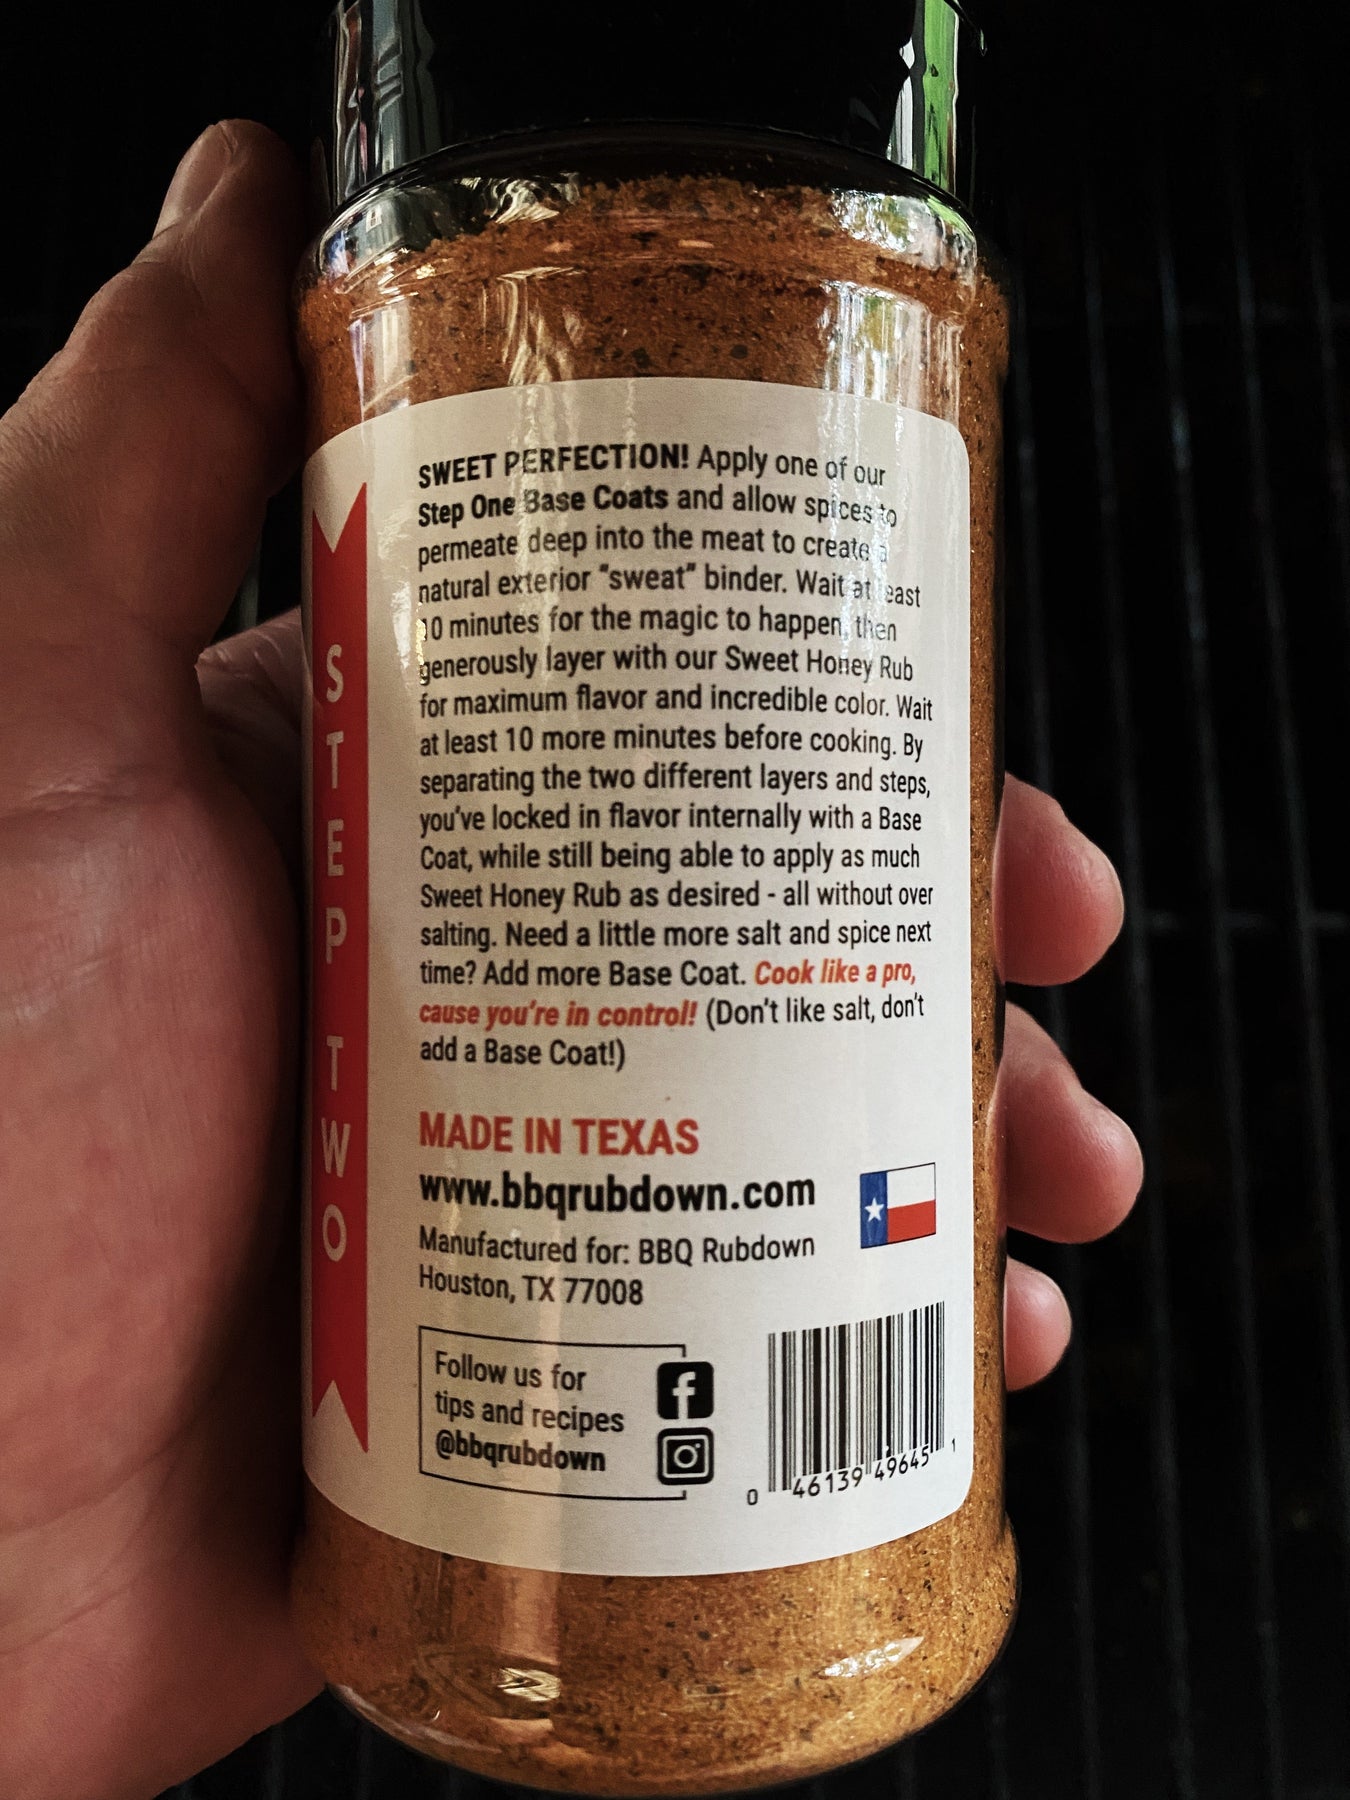 SWEET PERFECTION! Apply one of our
Step One Base Coats and allow spices to
permeate deep into the meat to create a
natural exterior "sweat" binder. Wait at least
10 minutes for the magic to happen, then
generously layer with our Sweet Honey Rub
for maximum flavor and incredible color. Wait
at least 10 more minutes before cooking. By
separating the two different layers and steps,
you've locked in flavor internally with a Base
Coat, while still being able to apply as much
Sweet Honey Rub as desired - all without over
salting. Need a little more salt and spice next
time? Add more Base Coat. Cook like a pro,
cause you're in control! (Don't like salt, don't
add a Base Coat!)
STEP TWO
MADE IN TEXAS
www.bbqrubdown.com
Manufactured for: BBQ Rubdown
Houston, TX 77008
Follow us for
tips and recipes
@bbqrubdown
0 46139 49645 1